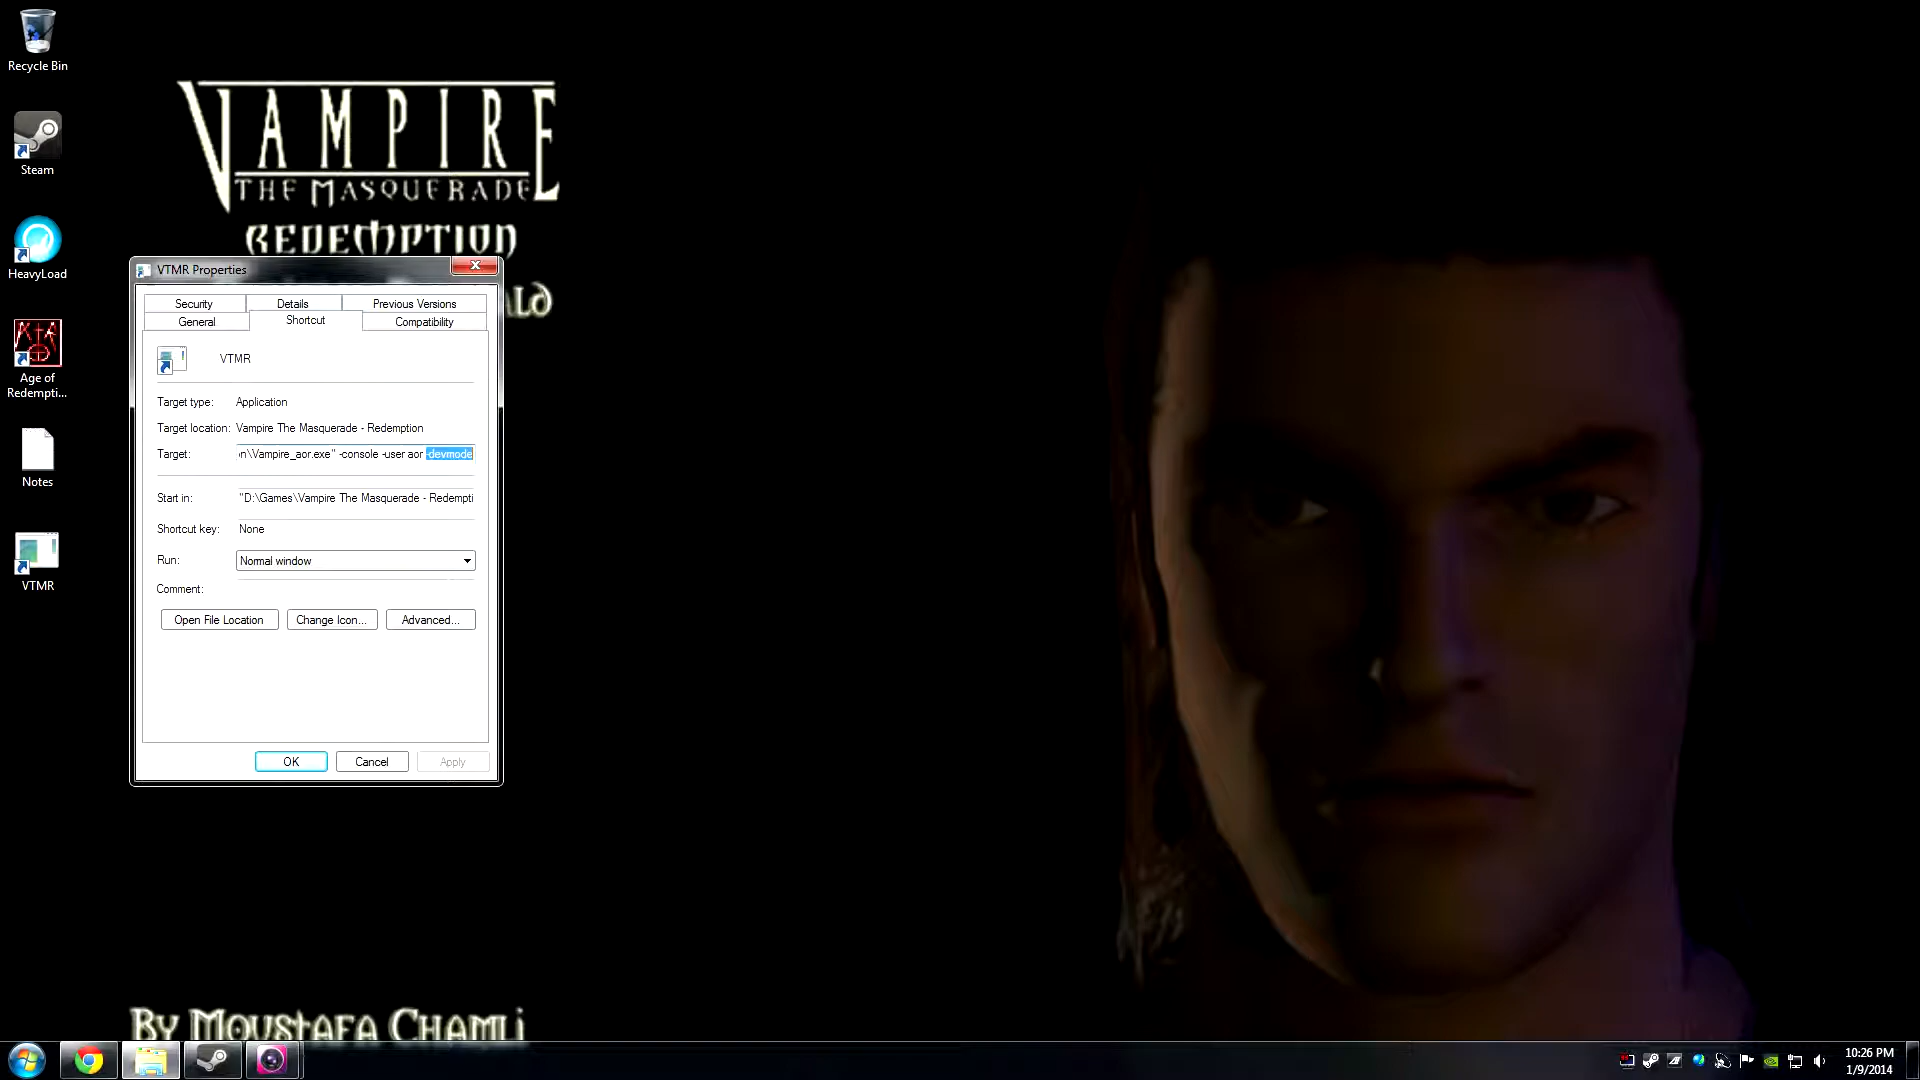 Recycle Bin
Steam
HeavyLoad
Age of
Redempti...
Notes
VTMR
VAMPIRE
THE MASQUERADE
REDEMPTION
VTMR Properties
Security
Details
Previous Versions
General
Shortcut
Compatibility
VTMR
Target type:
Application
Target location:
Vampire The Masquerade - Redemption
Target:
n\Vampire_aor.exe" -console -user aor -devmode
Start in:
"D:\Games\Vampire The Masquerade - Redempti
Shortcut key:
None
Run:
Normal window
Comment:
Open File Location
Change Icon...
Advanced...
OK
Cancel
Apply
By Moustafa Chamli
10:26 PM
1/9/2014